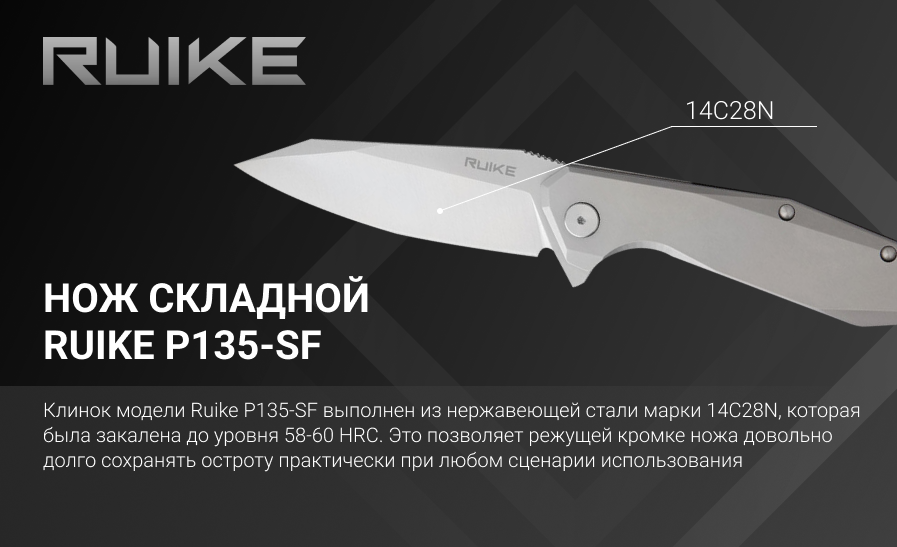 RUIKE
14C28N
RUIKE
НОЖ СКЛАДНОЙ
RUIKE P135-SF
Клинок модели Ruike P135-SF выполнен из нержавеющей стали марки 14C28N, которая
была закалена до уровня 58-60 HRC. Это позволяет режущей кромке ножа довольно
долго сохранять остроту практически при любом сценарии использования